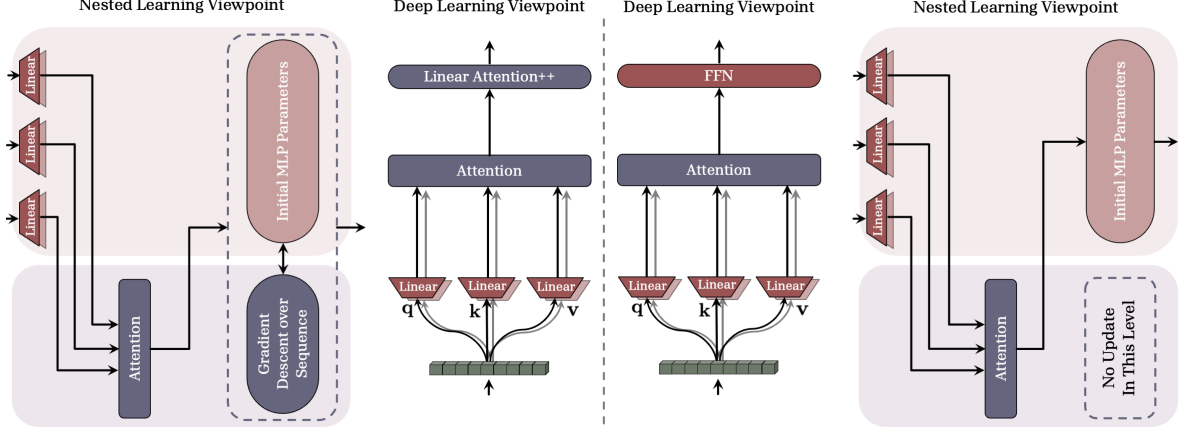 Nested Learning Viewpoint
Linear
Linear
Linear
Initial MLP Parameters
Attention
Gradient
Descent over
Sequence
Deep Learning Viewpoint
Linear Attention++
Attention
Linear
Linear
Linear
q
k
v
Deep Learning Viewpoint
FFN
Attention
Linear
Linear
Linear
q
k
v
Nested Learning Viewpoint
Linear
Linear
Linear
Initial MLP Parameters
Attention
No Update
In This Level